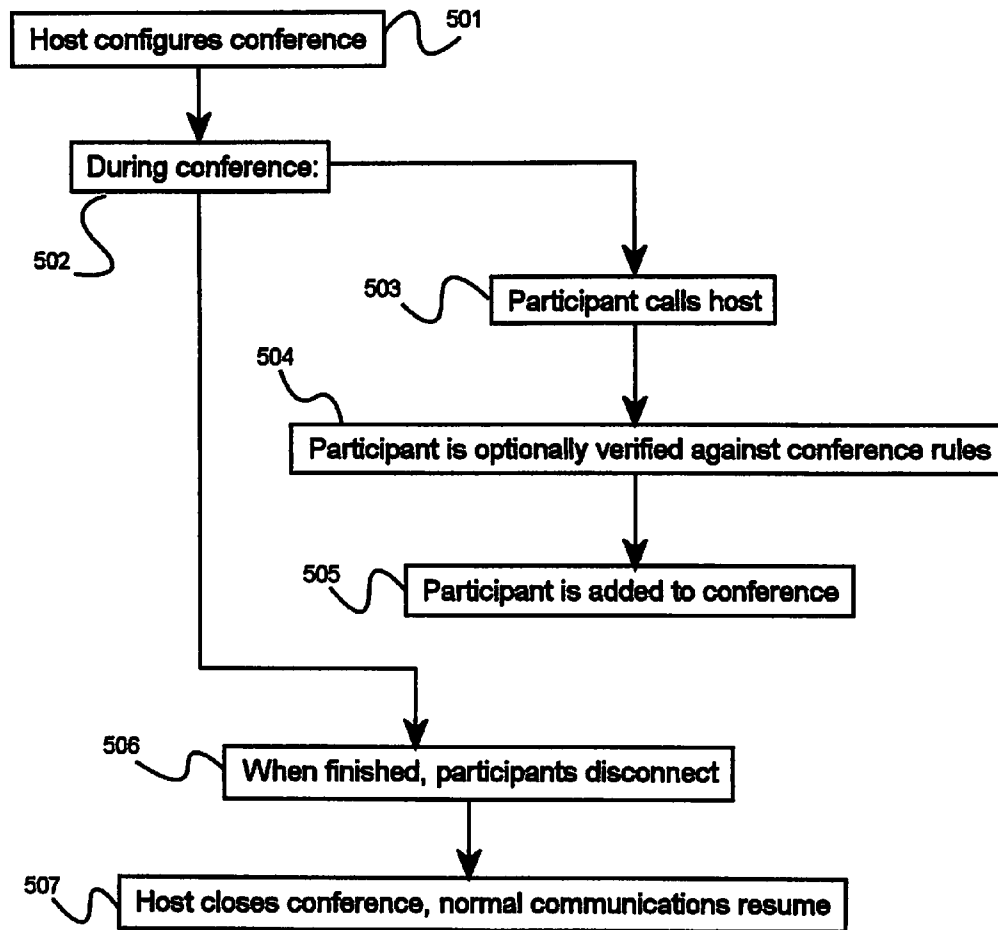 501
Host configures conference
During conference:
502
503
Participant calls host
504
Participant is optionally verified against conference rules
505
Participant is added to conference
506
When finished, participants disconnect
507
Host closes conference, normal communications resume